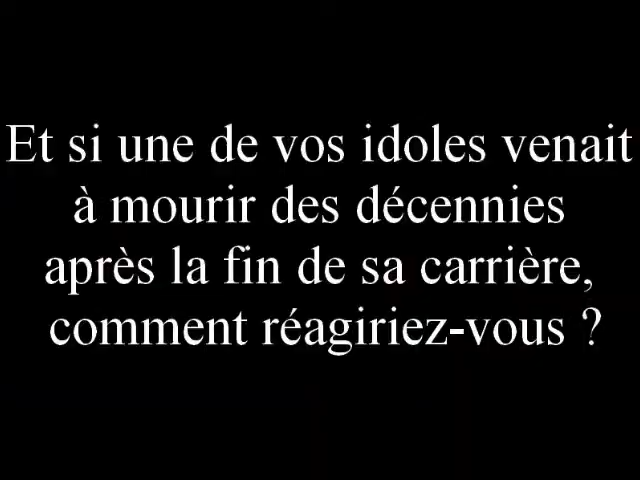 Et si une de vos idoles venait
à mourir des décennies
après la fin de sa carrière,
comment réagiriez-vous ?